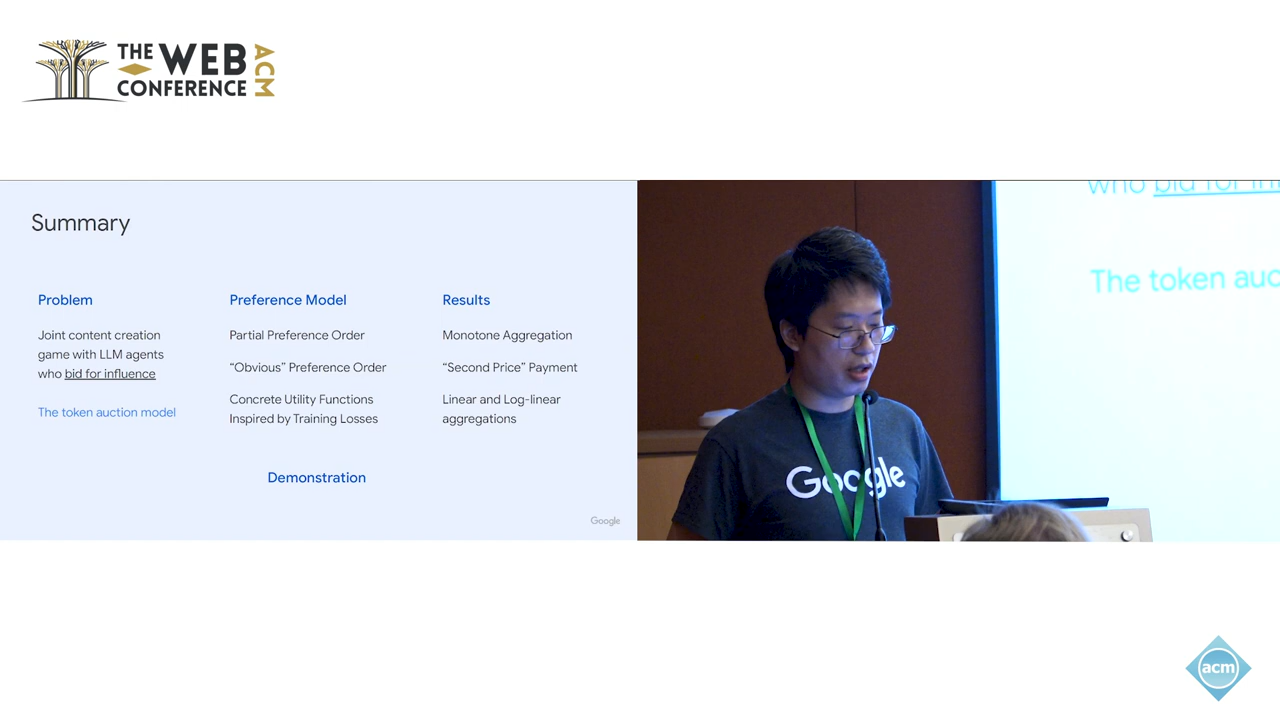 THE WEB
CONFERENCE
ACM
Summary
Problem
Joint content creation
game with LLM agents
who bid for influence
The token auction model
Preference Model
Partial Preference Order
“Obvious” Preference Order
Concrete Utility Functions
Inspired by Training Losses
Results
Monotone Aggregation
“Second Price” Payment
Linear and Log-linear
aggregations
Demonstration
Google
who bid for
The token
Google
acm